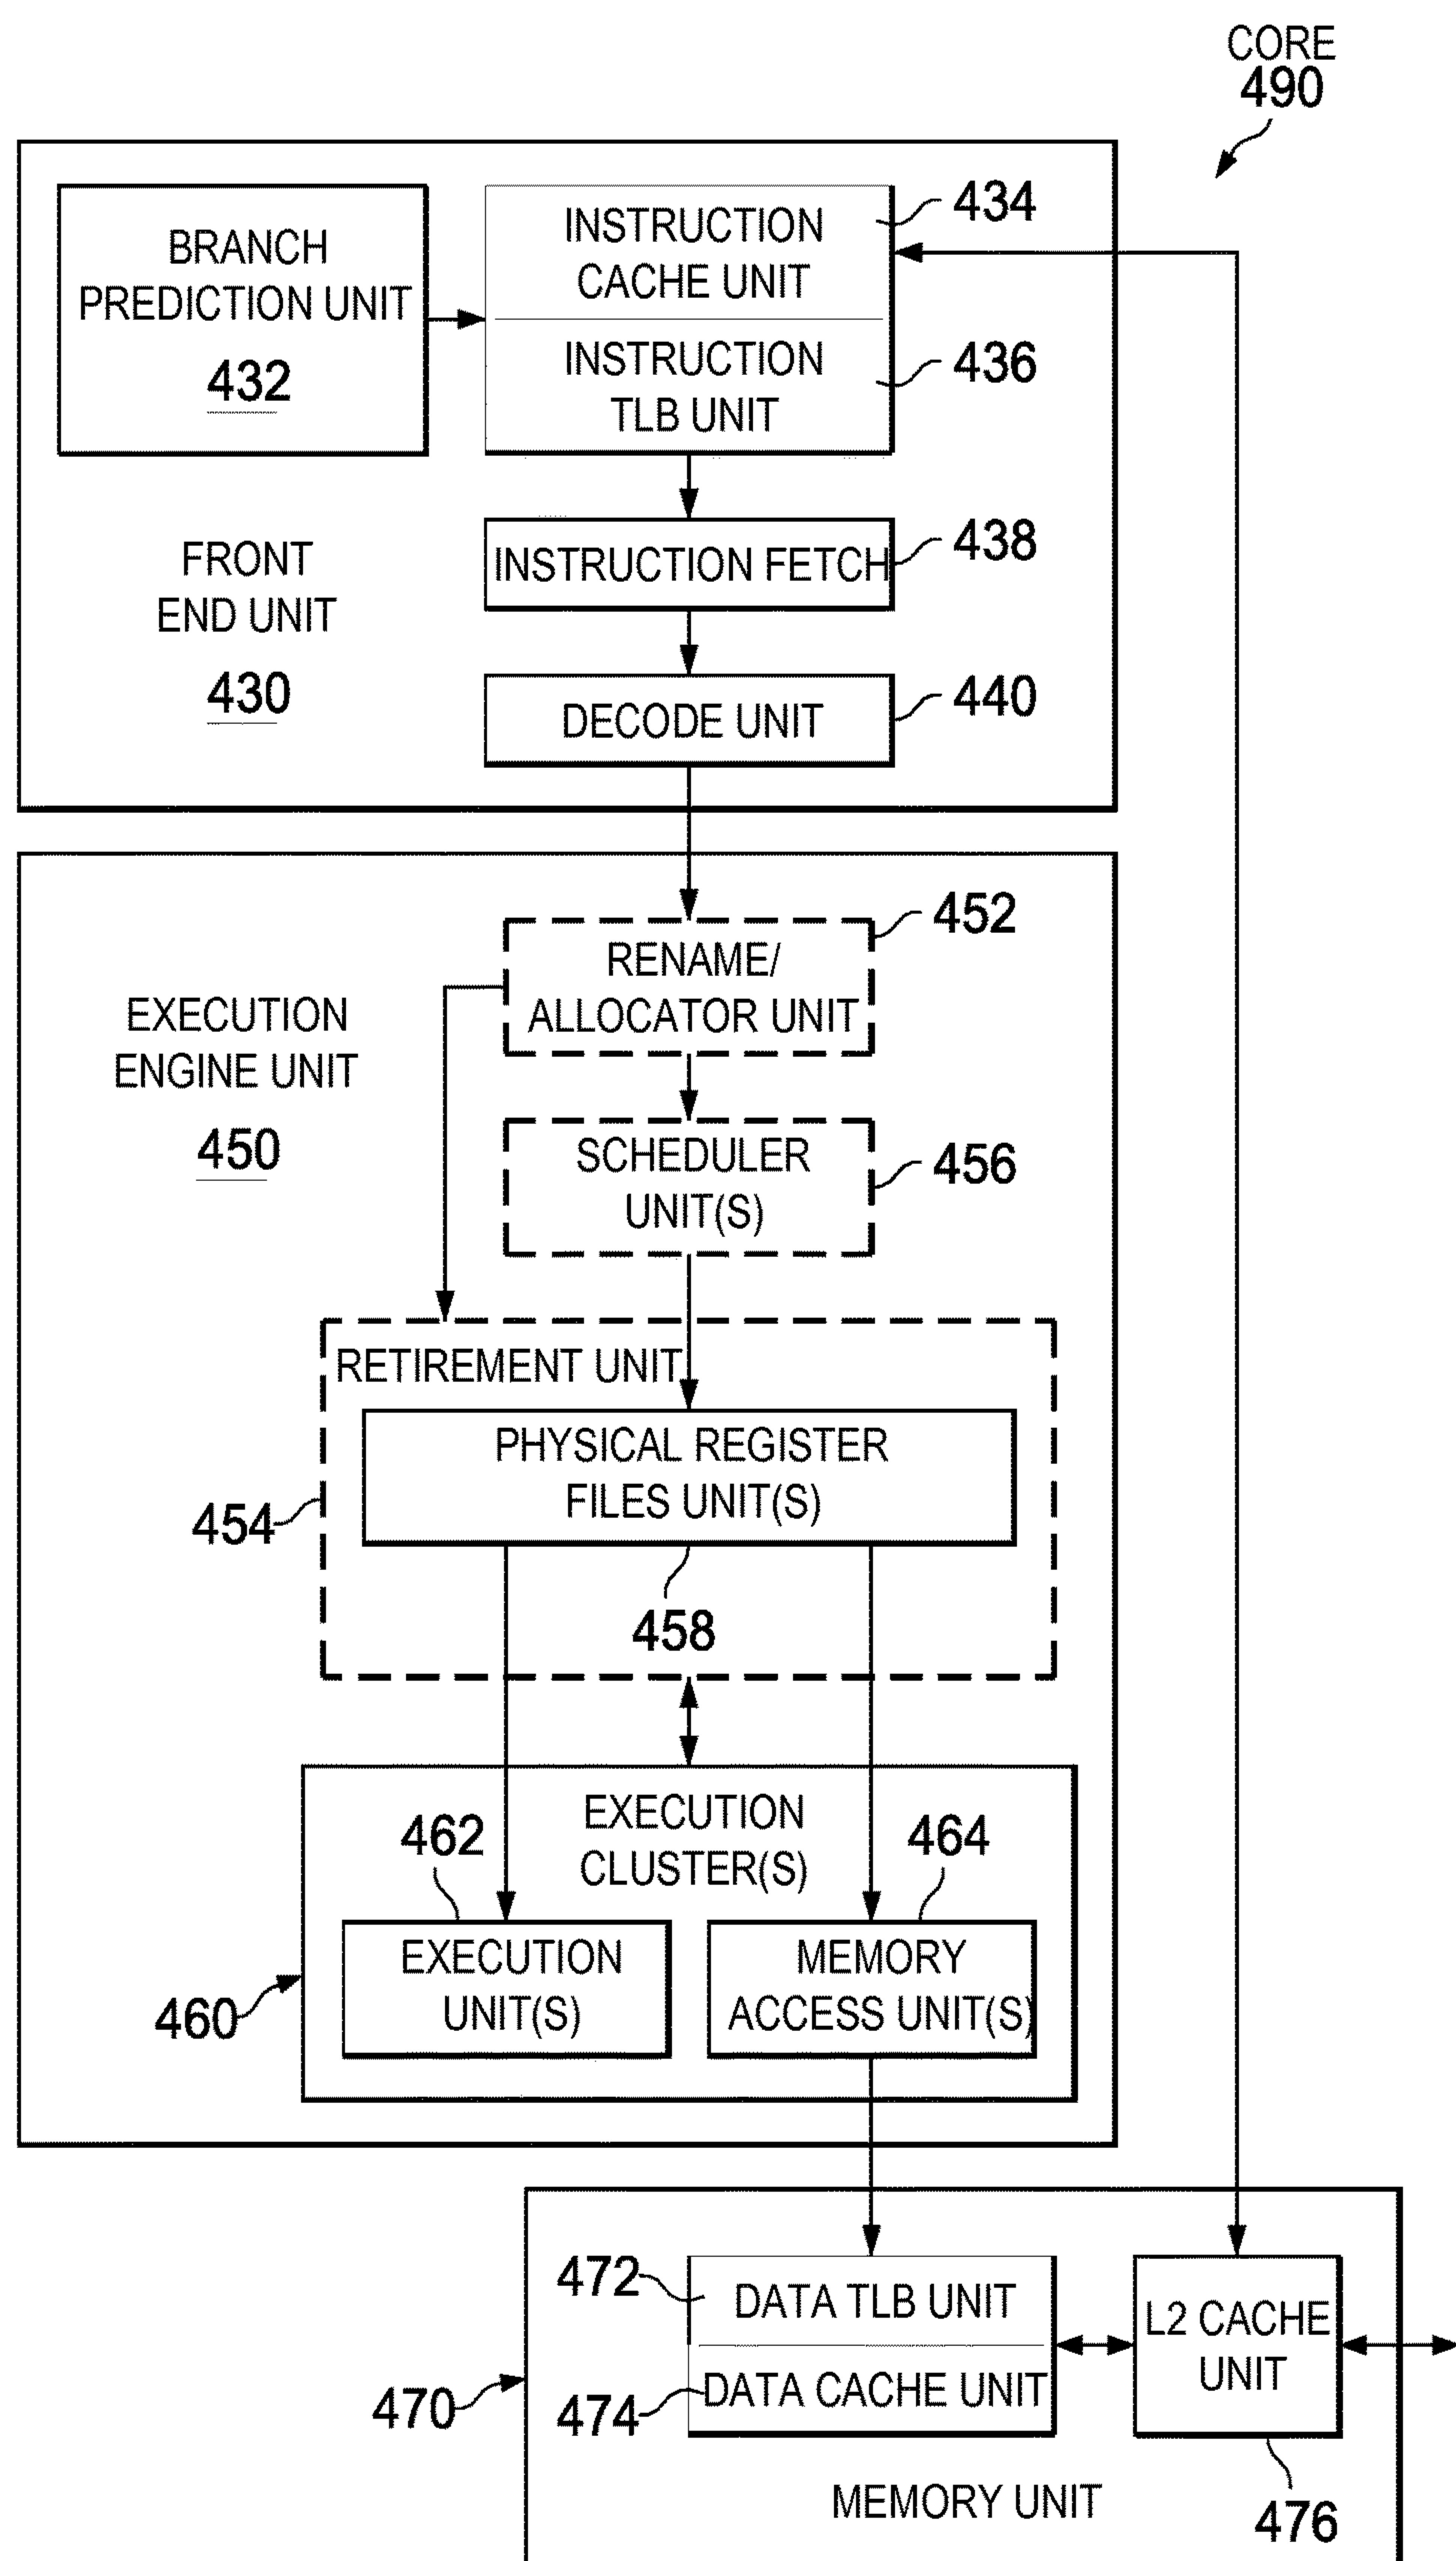 CORE
490
BRANCH
PREDICTION UNIT
432
INSTRUCTION
CACHE UNIT
434
INSTRUCTION
TLB UNIT
436
FRONT
END UNIT
430
INSTRUCTION FETCH
438
DECODE UNIT
440
EXECUTION
ENGINE UNIT
450
RENAME/
ALLOCATOR UNIT
452
SCHEDULER
UNIT(S)
456
RETIREMENT UNIT
PHYSICAL REGISTER
FILES UNIT(S)
454
458
EXECUTION
CLUSTER(S)
462
464
EXECUTION
UNIT(S)
MEMORY
ACCESS UNIT(S)
460
472
DATA TLB UNIT
474
DATA CACHE UNIT
L2 CACHE
UNIT
470
MEMORY UNIT
476